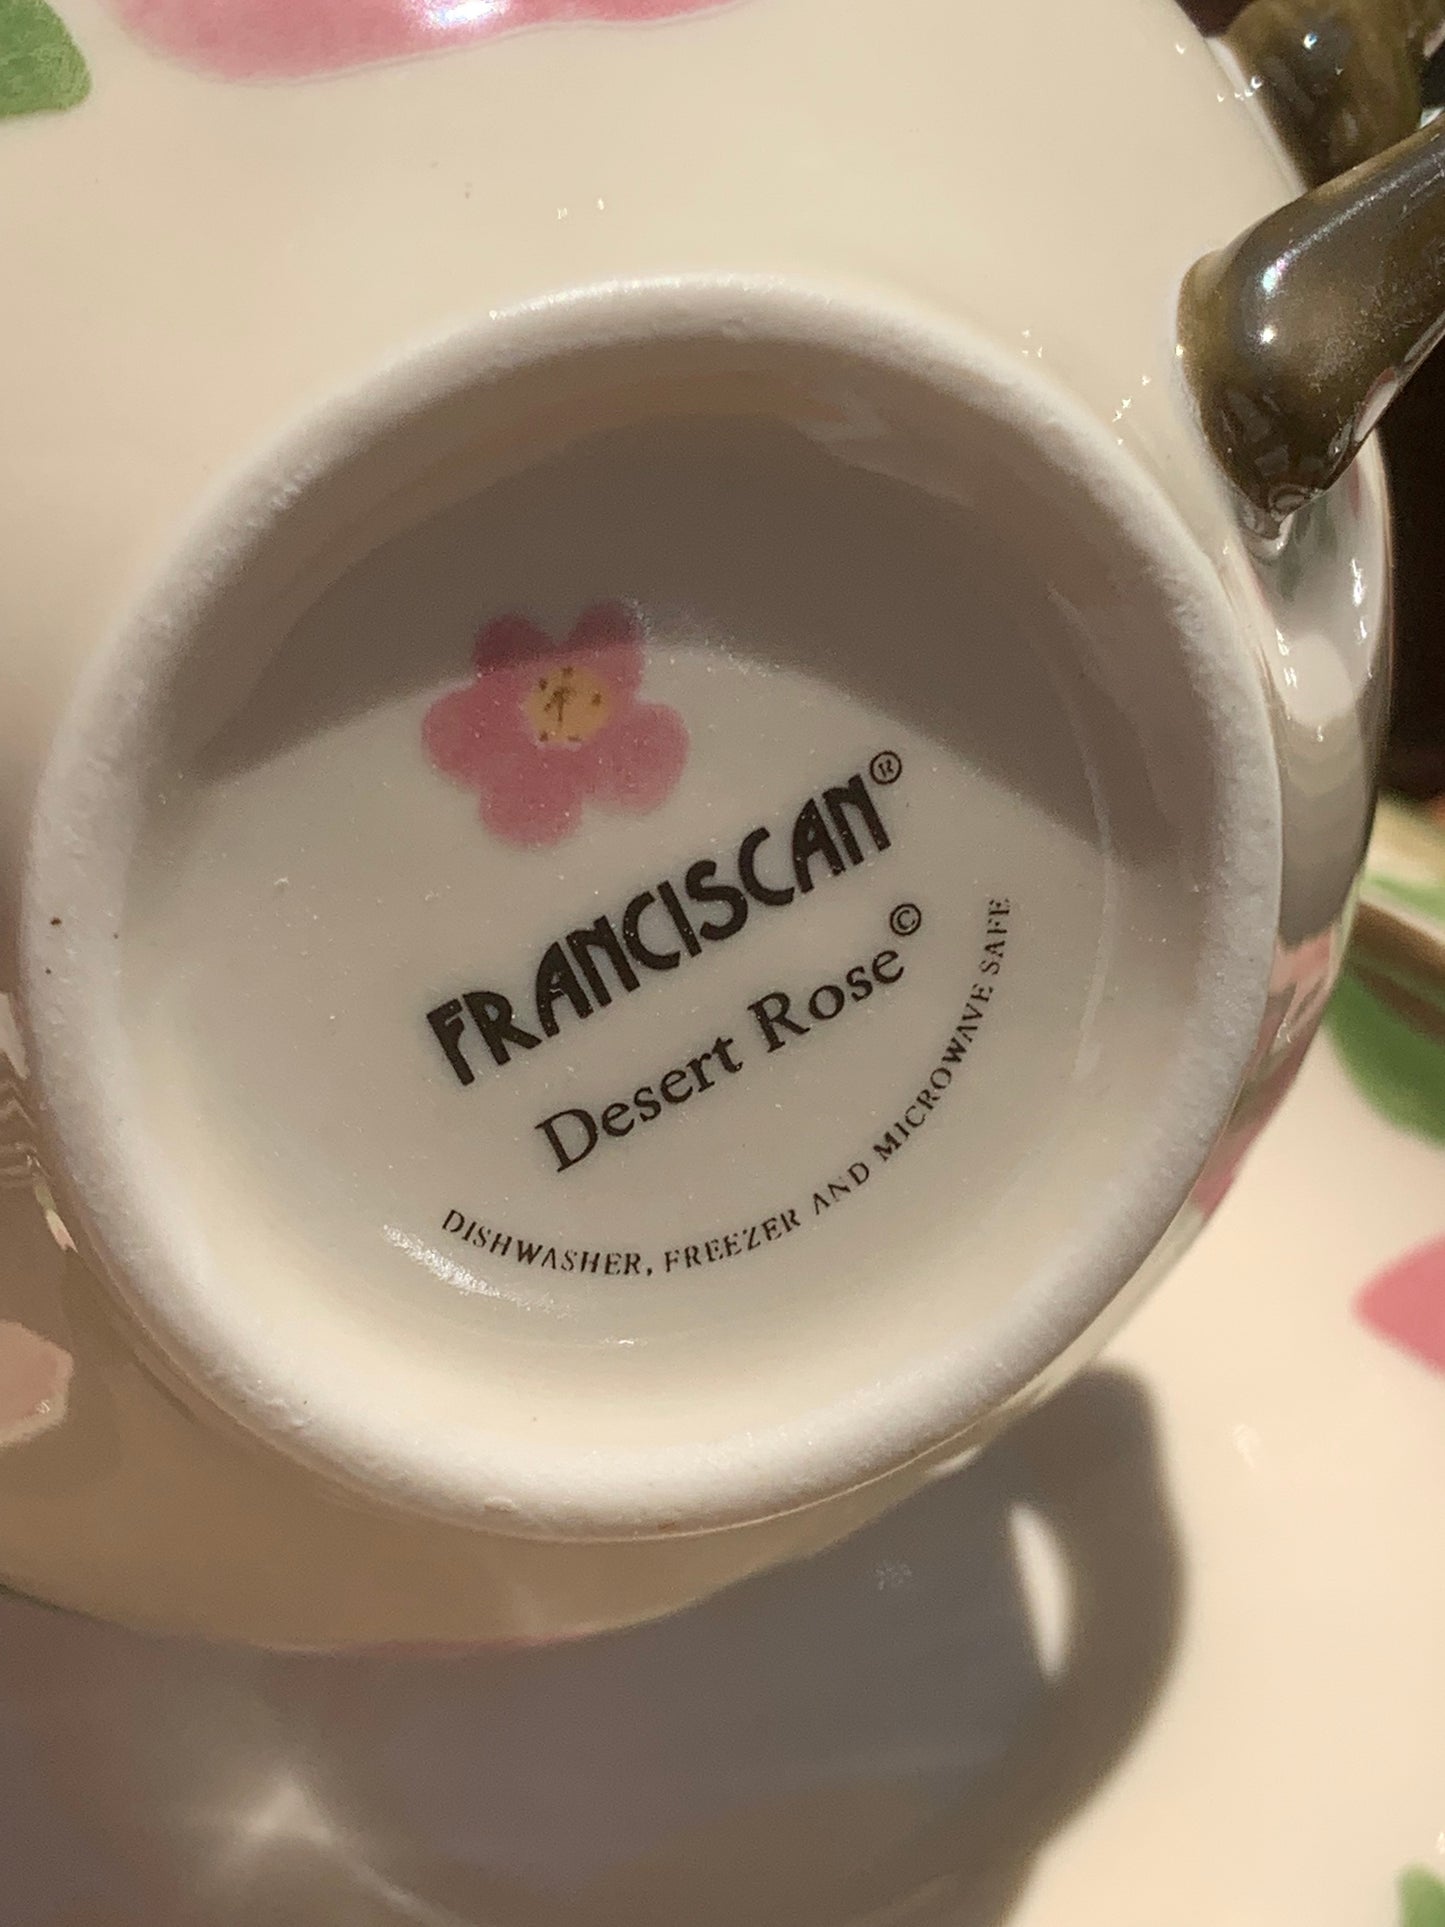 FRANCISCAN®
Desert Rose©
DISHWASHER, FREEZER AND MICROWAVE SAFE